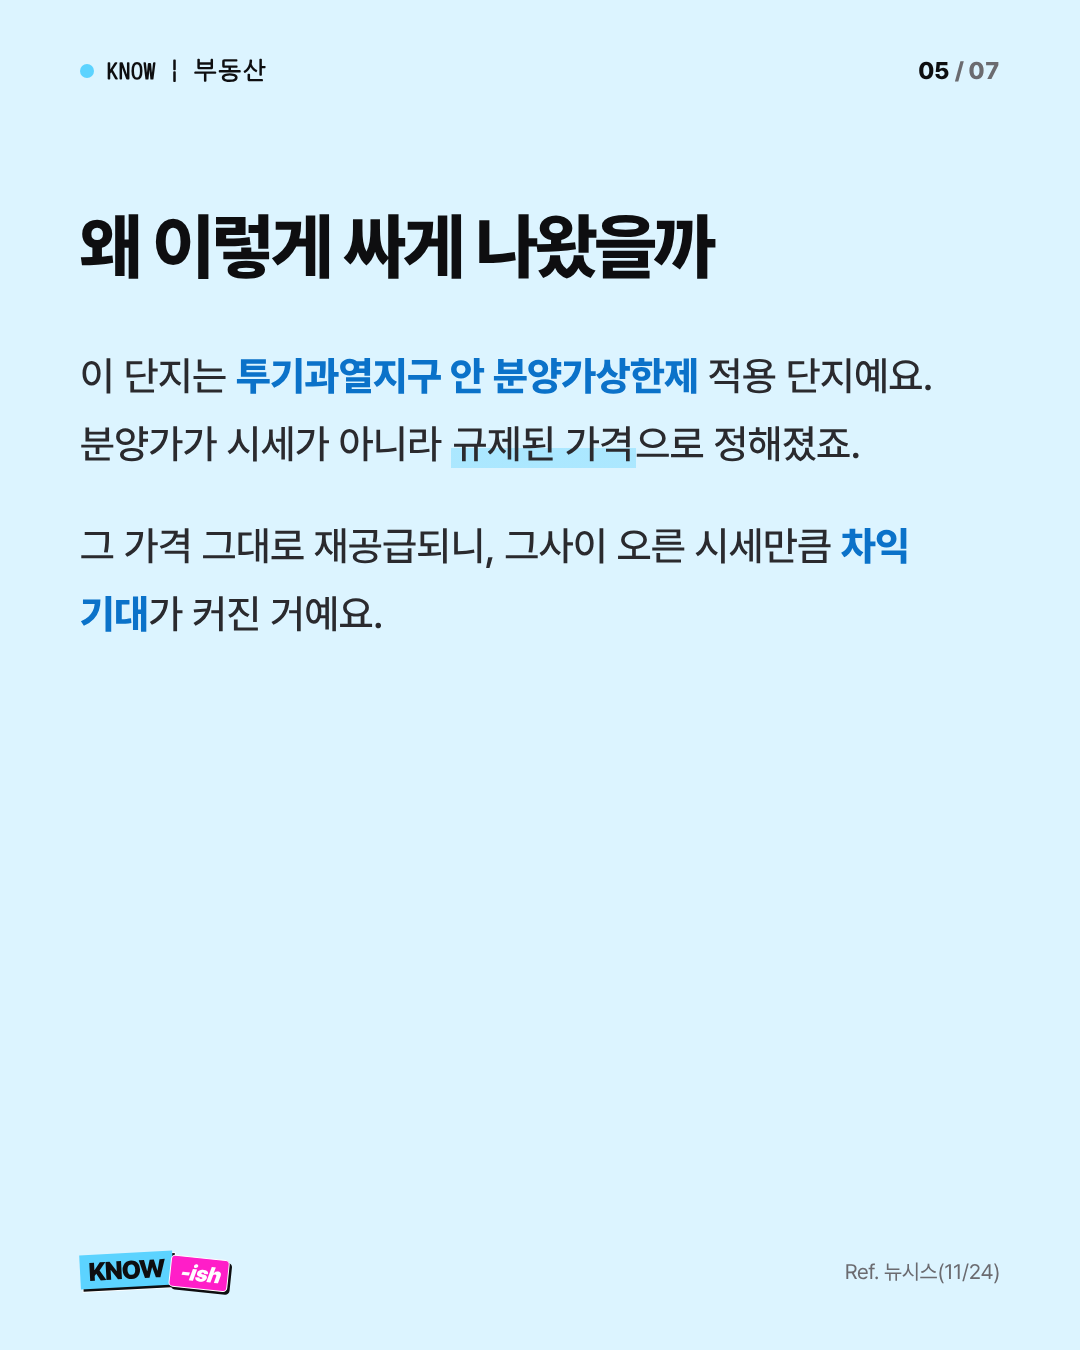 KNOW | 부동산
05 / 07
왜 이렇게 싸게 나왔을까
이 단지는 투기과열지구 안 분양가상한제 적용 단지예요.
분양가가 시세가 아니라 규제된 가격으로 정해졌죠.
그 가격 그대로 재공급되니, 그사이 오른 시세만큼 차익
기대가 커진 거예요.
KNOW -ish
Ref. 뉴시스(11/24)